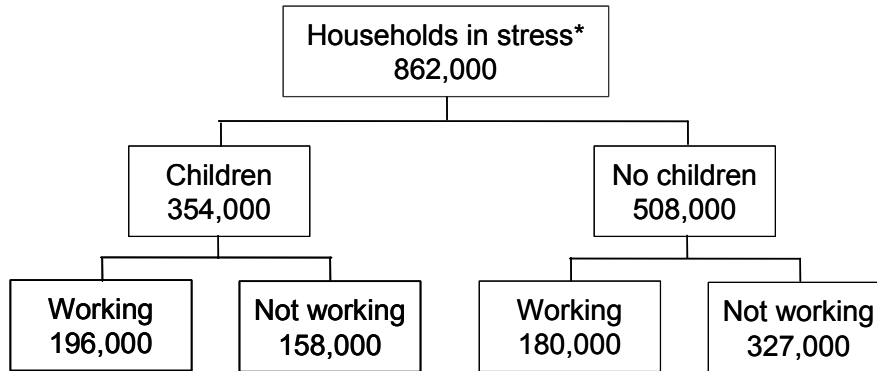 Households in stress*
862,000
Children
354,000
No children
508,000
Working
196,000
Not working
158,000
Working
180,000
Not working
327,000